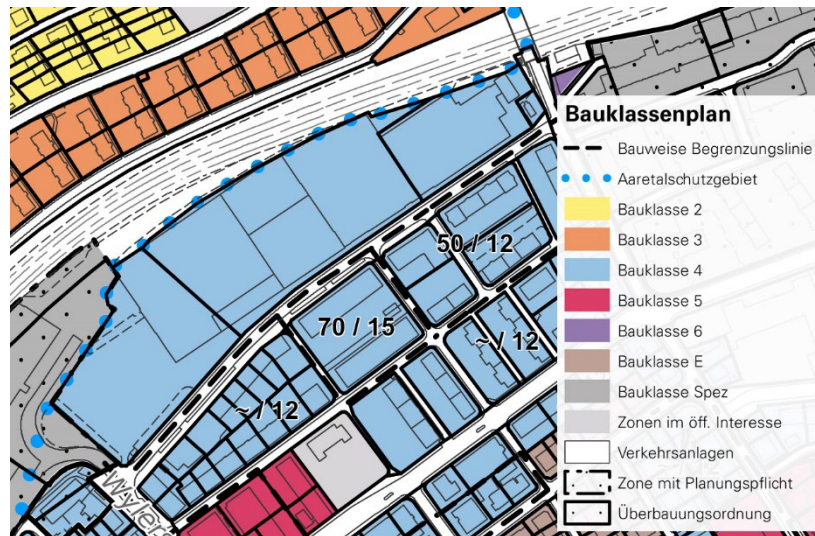 50 / 12
70 / 15
~ / 12
~ / 12
Wylers
Bauklassenplan
Bauweise Begrenzungslinie
Aaretalschutzgebiet
Bauklasse 2
Bauklasse 3
Bauklasse 4
Bauklasse 5
Bauklasse 6
Bauklasse E
Bauklasse Spez
Zonen im öff. Interesse
Verkehrsanlagen
Zone mit Planungspflicht
Überbauungsordnung